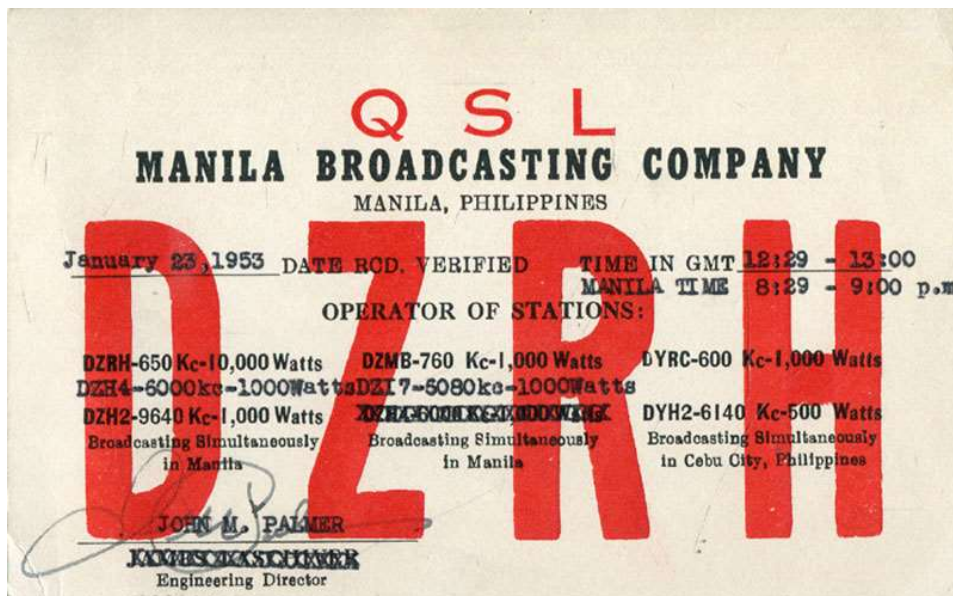 QSL
MANILA BROADCASTING COMPANY
MANILA, PHILIPPINES
DZRH
January 23,1953 DATE RCD. VERIFIED TIME IN GMT 12:29 - 13:00
MANILA TIME 8:29 - 9:00 p.m
OPERATOR OF STATIONS:
DZRH-650 Kc-10,000 Watts DZMB-760 Kc-1,000 Watts DYRC-600 Kc-1,000 Watts
DZH4-6000kc-1000Watts DZI7-6080kc-1000Watts
DZH2-9640 Kc-1,000 Watts DYH2-6140 Kc-500 Watts
Broadcasting Simultaneously Broadcasting Simultaneously Broadcasting Simultaneously
in Manila in Manila in Cebu City, Philippines
JOHN M. PALMER
Engineering Director